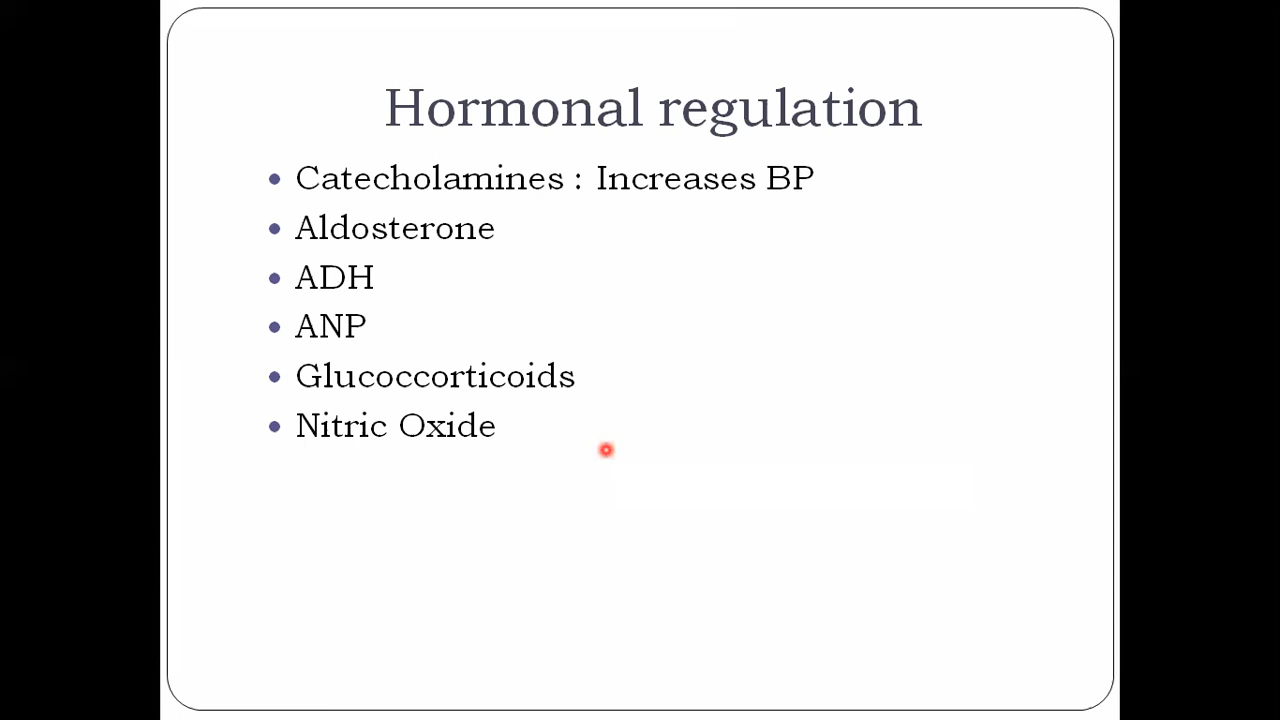 Hormonal regulation
• Catecholamines : Increases BP
• Aldosterone
• ADH
• ANP
• Glucoccorticoids
• Nitric Oxide